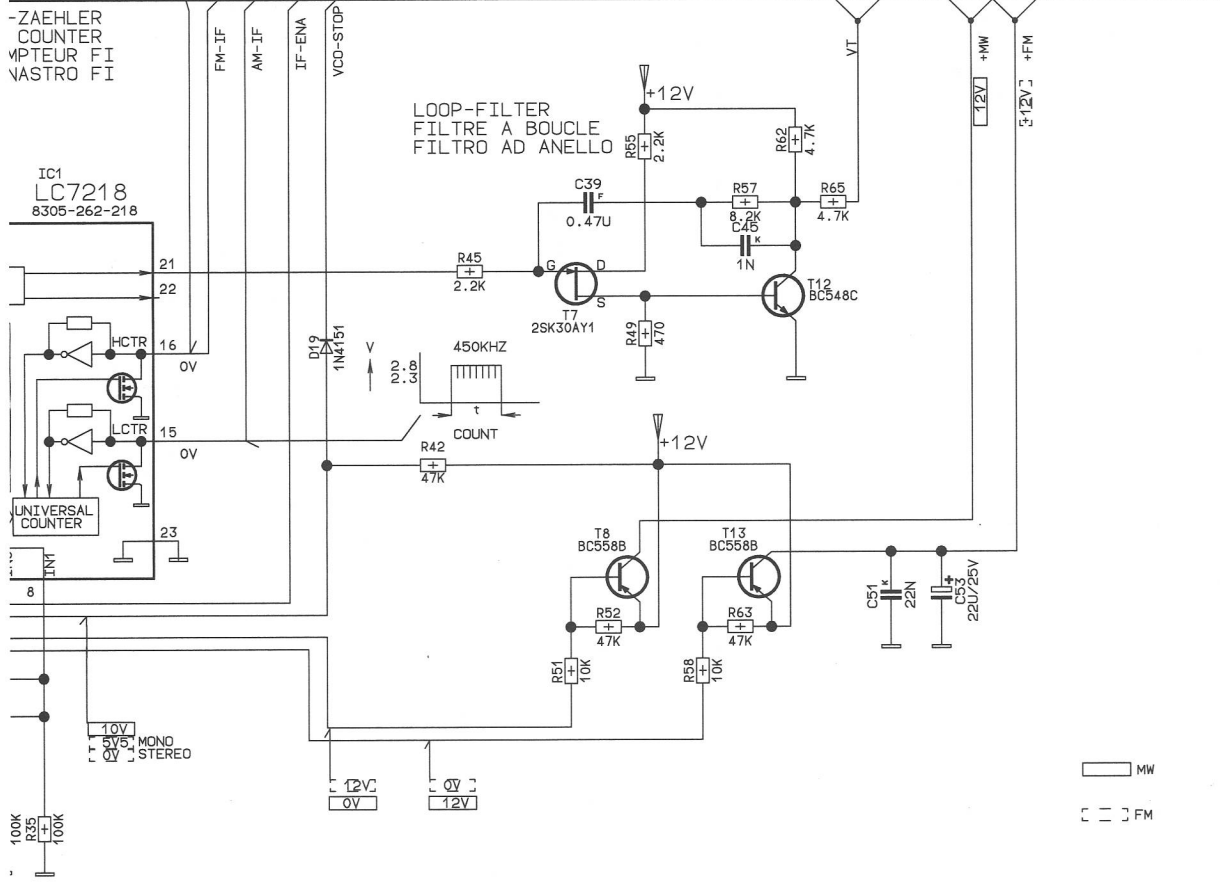 -ZAEHLER
COUNTER
MPTEUR FI
NASTRO FI
FM-IF
AM-IF
IF-ENA
VCO-STOP
VT
+MW
12V
+FM
+12V
LOOP-FILTER
FILTRE A BOUCLE
FILTRO AD ANELLO
+12V
R55
2.2K
R62
4.7K
IC1
LC7218
8305-262-218
C39
F
0.47U
R57
8.2K
R65
4.7K
C45
K
1N
21
22
R45
2.2K
G
D
S
T7
2SK30AY1
T12
BC548C
R49
470
HCTR
16
0V
D19
1N4151
V
450KHZ
2.8
2.3
t
COUNT
LCTR
15
0V
R42
47K
+12V
UNIVERSAL
COUNTER
23
T8
BC558B
T13
BC558B
IN1
8
C51
K
22N
+
C53
22U/25V
R52
47K
R63
47K
R51
10K
R58
10K
10V
5V5 MONO
0V STEREO
12V
0V
0V
12V
MW
FM
100K
R35
100K